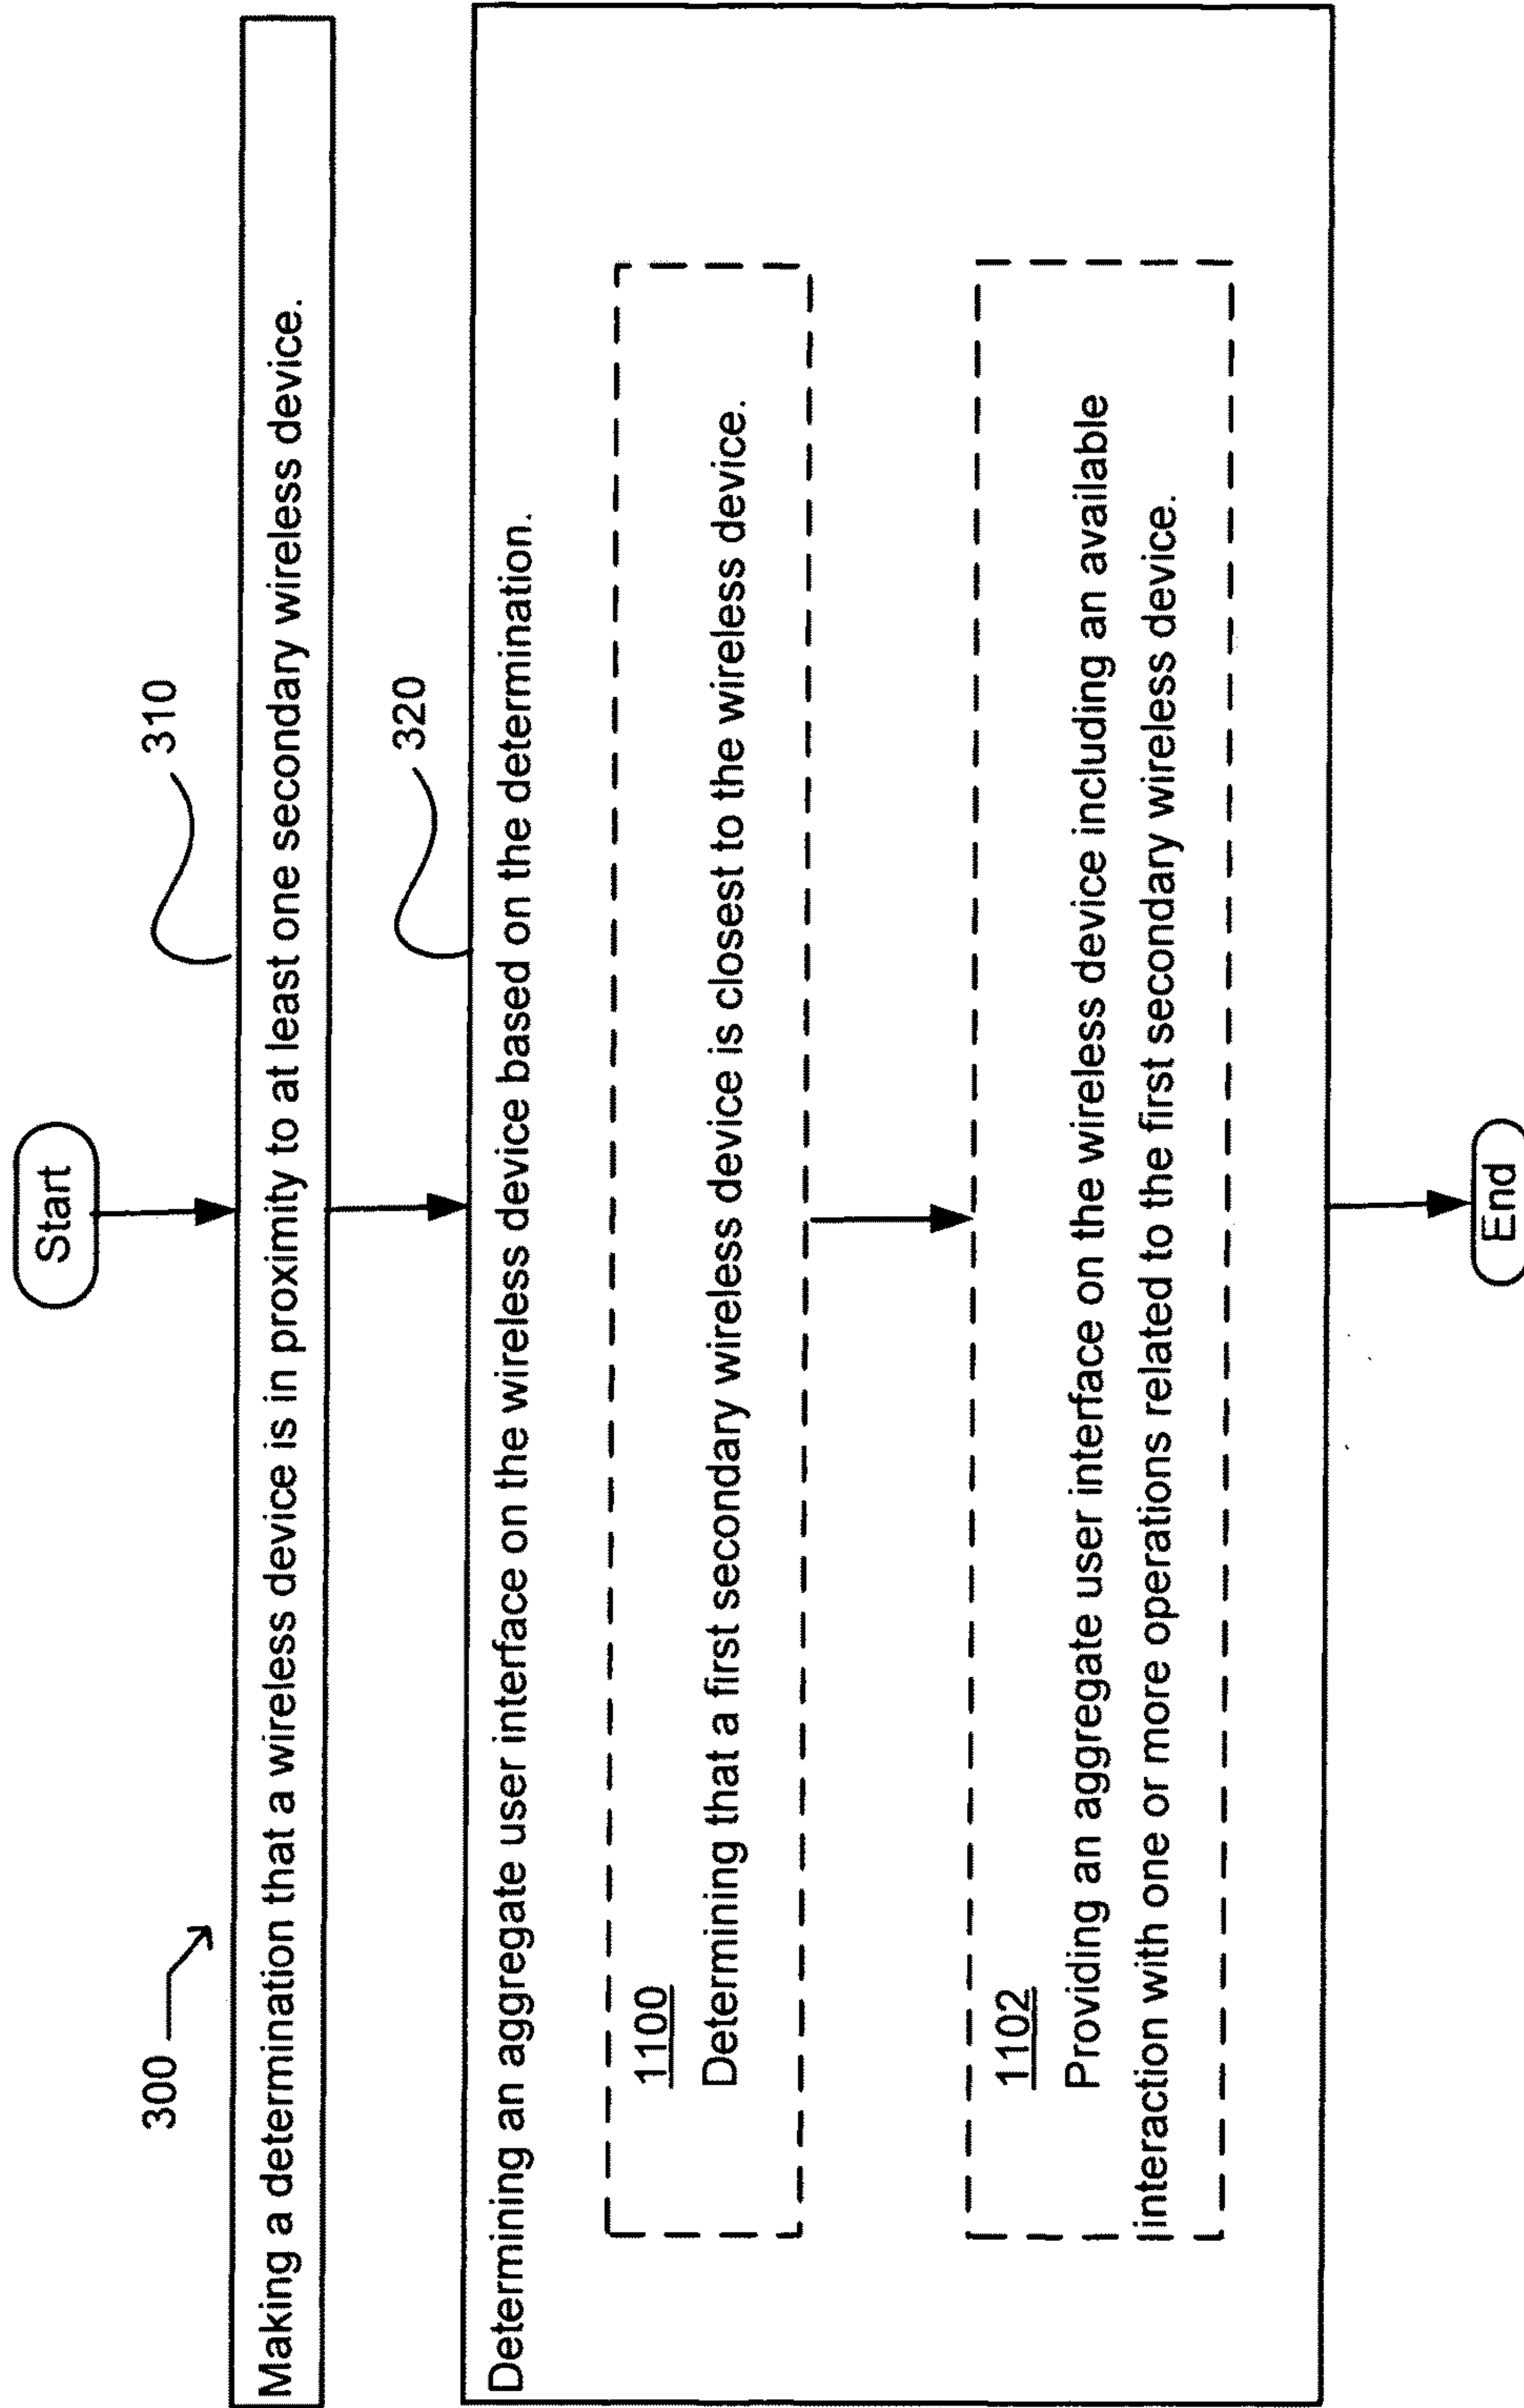 Start
300
310
Making a determination that a wireless device is in proximity to at least one secondary wireless device.
320
Determining an aggregate user interface on the wireless device based on the determination.
1100
Determining that a first secondary wireless device is closest to the wireless device.
1102
Providing an aggregate user interface on the wireless device including an available
interaction with one or more operations related to the first secondary wireless device.
End